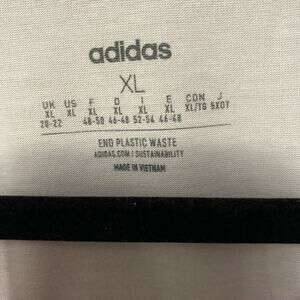 adidas
XL
UK US F D I E CDN J
XL XL XL XL XL XL XL/TG 5XOT
20-22 48-50 46-48 52-54 46-48
END PLASTIC WASTE
ADIDAS.COM / SUSTAINABILITY
MADE IN VIETNAM